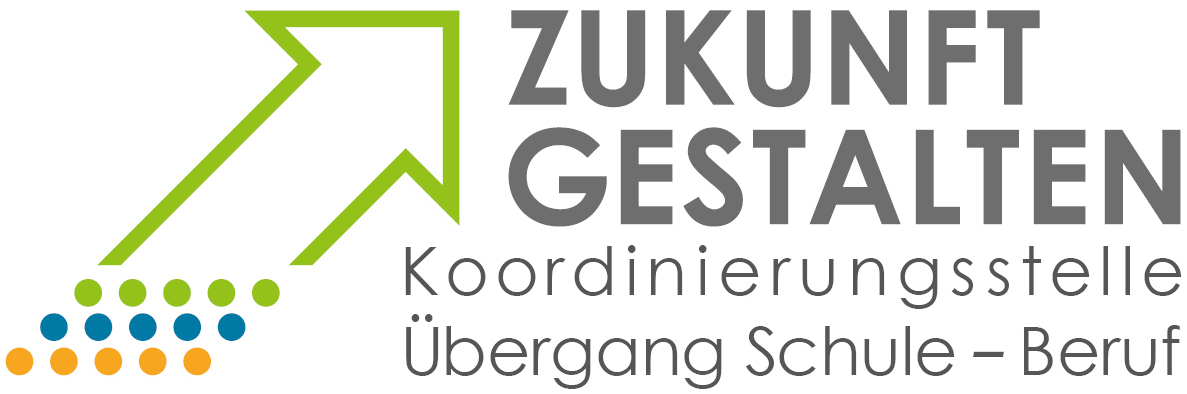 ZUKUNFT
GESTALTEN
Koordinierungsstelle
Übergang Schule – Beruf